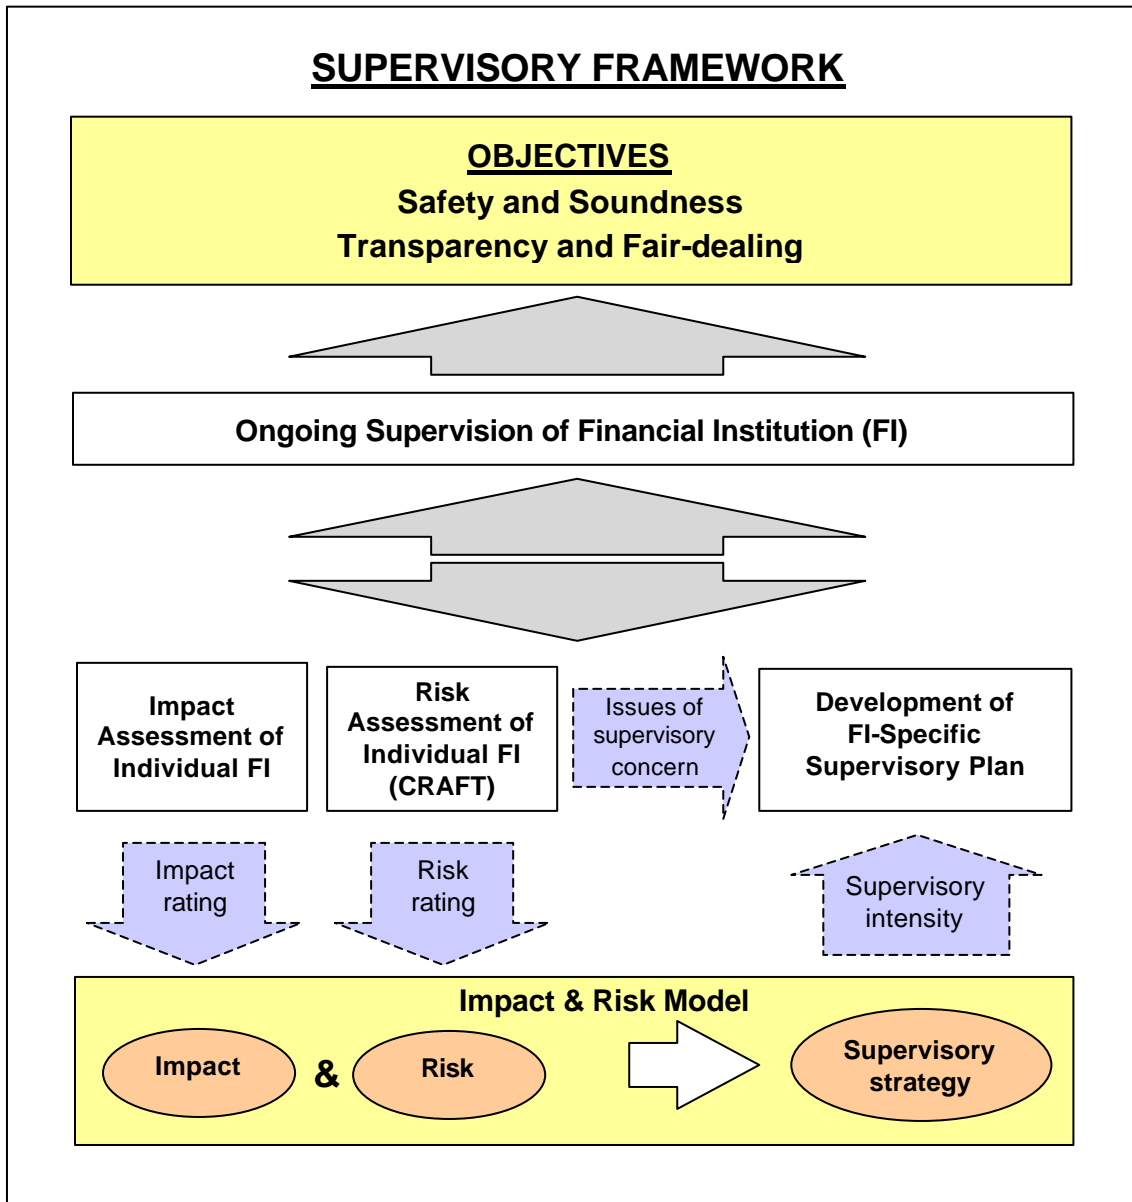 SUPERVISORY FRAMEWORK
OBJECTIVES
Safety and Soundness
Transparency and Fair-dealing
Ongoing Supervision of Financial Institution (FI)
Impact
Assessment of
Individual FI
Risk
Assessment of
Individual FI
(CRAFT)
Issues of
supervisory
concern
Development of
FI-Specific
Supervisory Plan
Impact
rating
Risk
rating
Supervisory
intensity
Impact & Risk Model
Impact
&
Risk
Supervisory
strategy